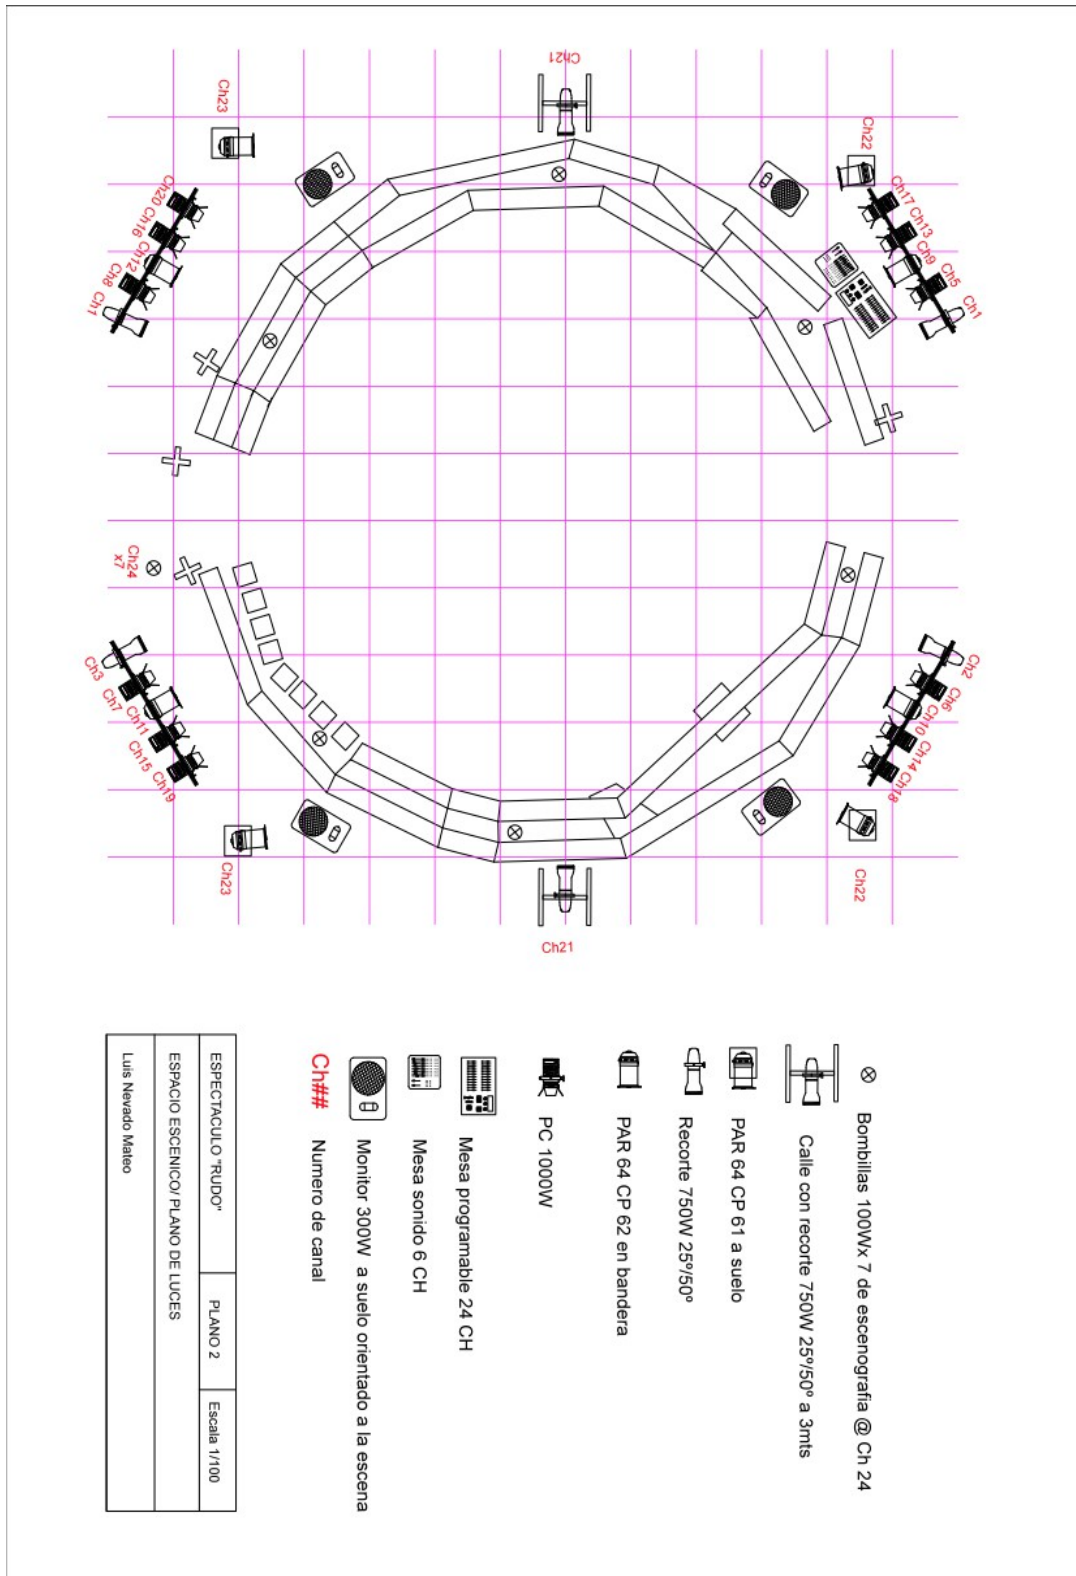 Ch22
Ch17
Ch13
Ch9
Ch5
Ch1
Ch2
Ch6
Ch10
Ch14
Ch18
Ch22
Ch21
Ch21
Ch23
Ch20
Ch16
Ch12
Ch8
Ch1
Ch24
x7
Ch3
Ch7
Ch11
Ch15
Ch19
Ch23
Bombillas 100Wx 7 de escenografia @ Ch 24
Calle con recorte 750W 25º/50º a 3mts
PAR 64 CP 61 a suelo
Recorte 750W 25º/50º
PAR 64 CP 62 en bandera
PC 1000W
Mesa programable 24 CH
Mesa sonido 6 CH
Monitor 300W a suelo orientado a la escena
Ch## Numero de canal
ESPECTACULO "RUDO" PLANO 2 Escala 1/100
ESPACIO ESCENICO/ PLANO DE LUCES
Luis Nevado Mateo